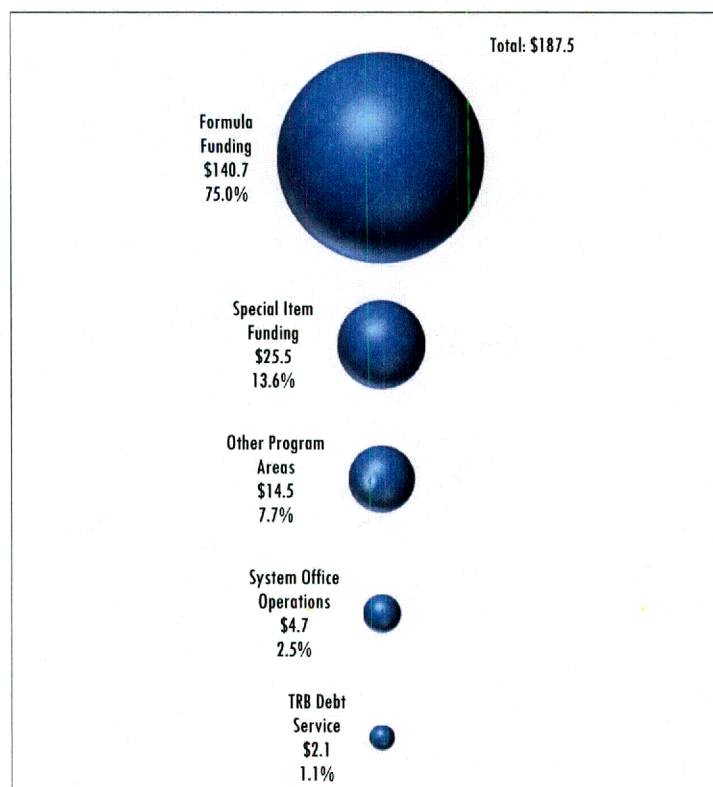 Total: $187.5
Formula
Funding
$140.7
75.0%
Special Item
Funding
$25.5
13.6%
Other Program
Areas
$14.5
7.7%
System Office
Operations
$4.7
2.5%
TRB Debt
Service
$2.1
1.1%